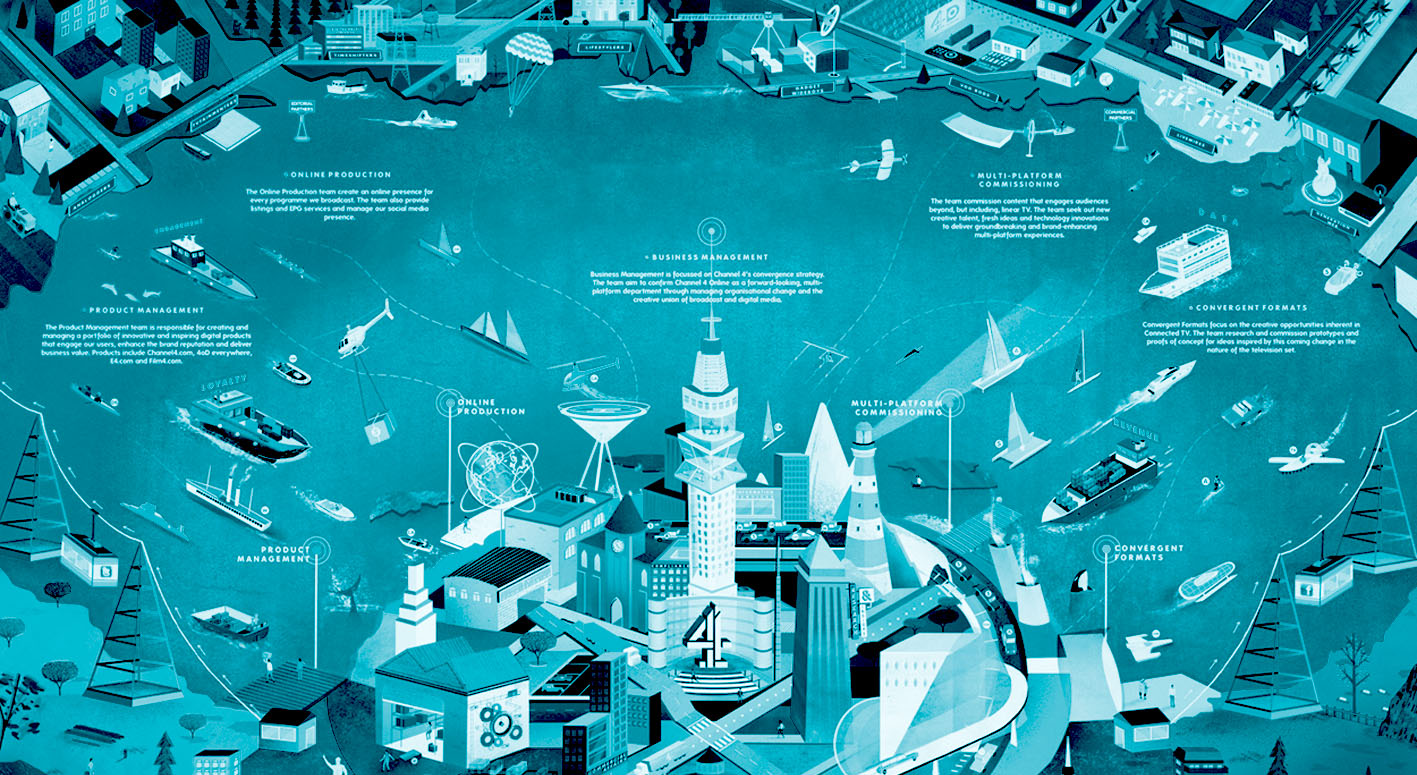 TIMESHIFTERS
LIFESTYLERS
GADGET
WIDEBOYZ
VOD BODS
ENTHUSIASTS
EDITORIAL
PARTNERS
COMMERCIAL
PARTNERS
LIVEWIRES
ANALOGUERS
ONLINE PRODUCTION
The Online Production team create an online presence for
every programme we broadcast. The team also provide
listings and EPG services and manage our social media
presence.
MULTI-PLATFORM
COMMISSIONING
The team commission content that engages audiences
beyond, but including, linear TV. The team seek out new
creative talent, fresh ideas and technology innovations
to deliver groundbreaking and brand-enhancing
multi-platform experiences.
ENGAGEMENT
DATA
BUSINESS MANAGEMENT
Business Management is focussed on Channel 4's convergence strategy.
The team aim to confirm Channel 4 Online as a forward-looking, multi-
platform department through managing organisational change and the
creative union of broadcast and digital media.
PRODUCT MANAGEMENT
The Product Management team is responsible for creating and
managing a portfolio of innovative and inspiring digital products
that engage our users, enhance the brand reputation and deliver
business value. Products include Channel4.com, 4oD everywhere,
E4.com and Film4.com.
CONVERGENT FORMATS
Convergent Formats focus on the creative opportunities inherent in
Connected TV. The team research and commission prototypes and
proofs of concept for ideas inspired by this coming change in the
nature of the television set.
LOYALTY
ONLINE
PRODUCTION
MULTI-PLATFORM
COMMISSIONING
REVENUE
PRODUCT
MANAGEMENT
CONVERGENT
FORMATS
4